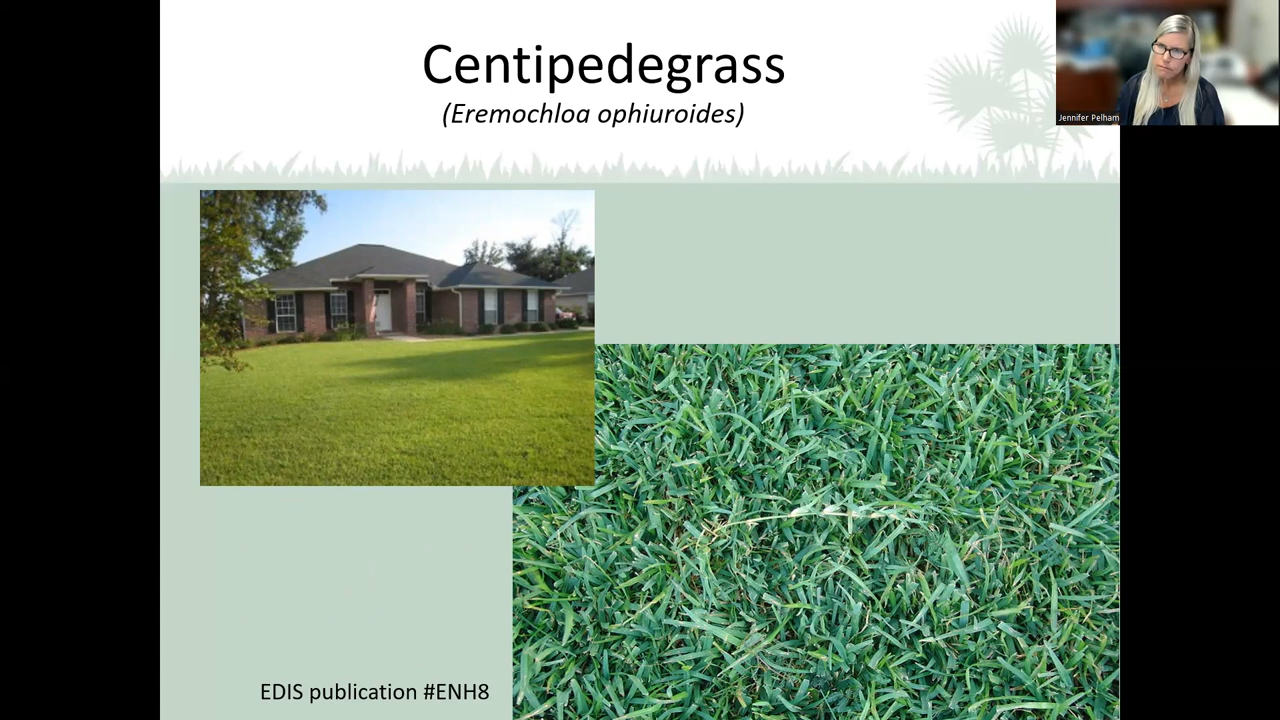 Centipedegrass
(Eremochloa ophiuroides)
Jennifer Pelham
EDIS publication #ENH8